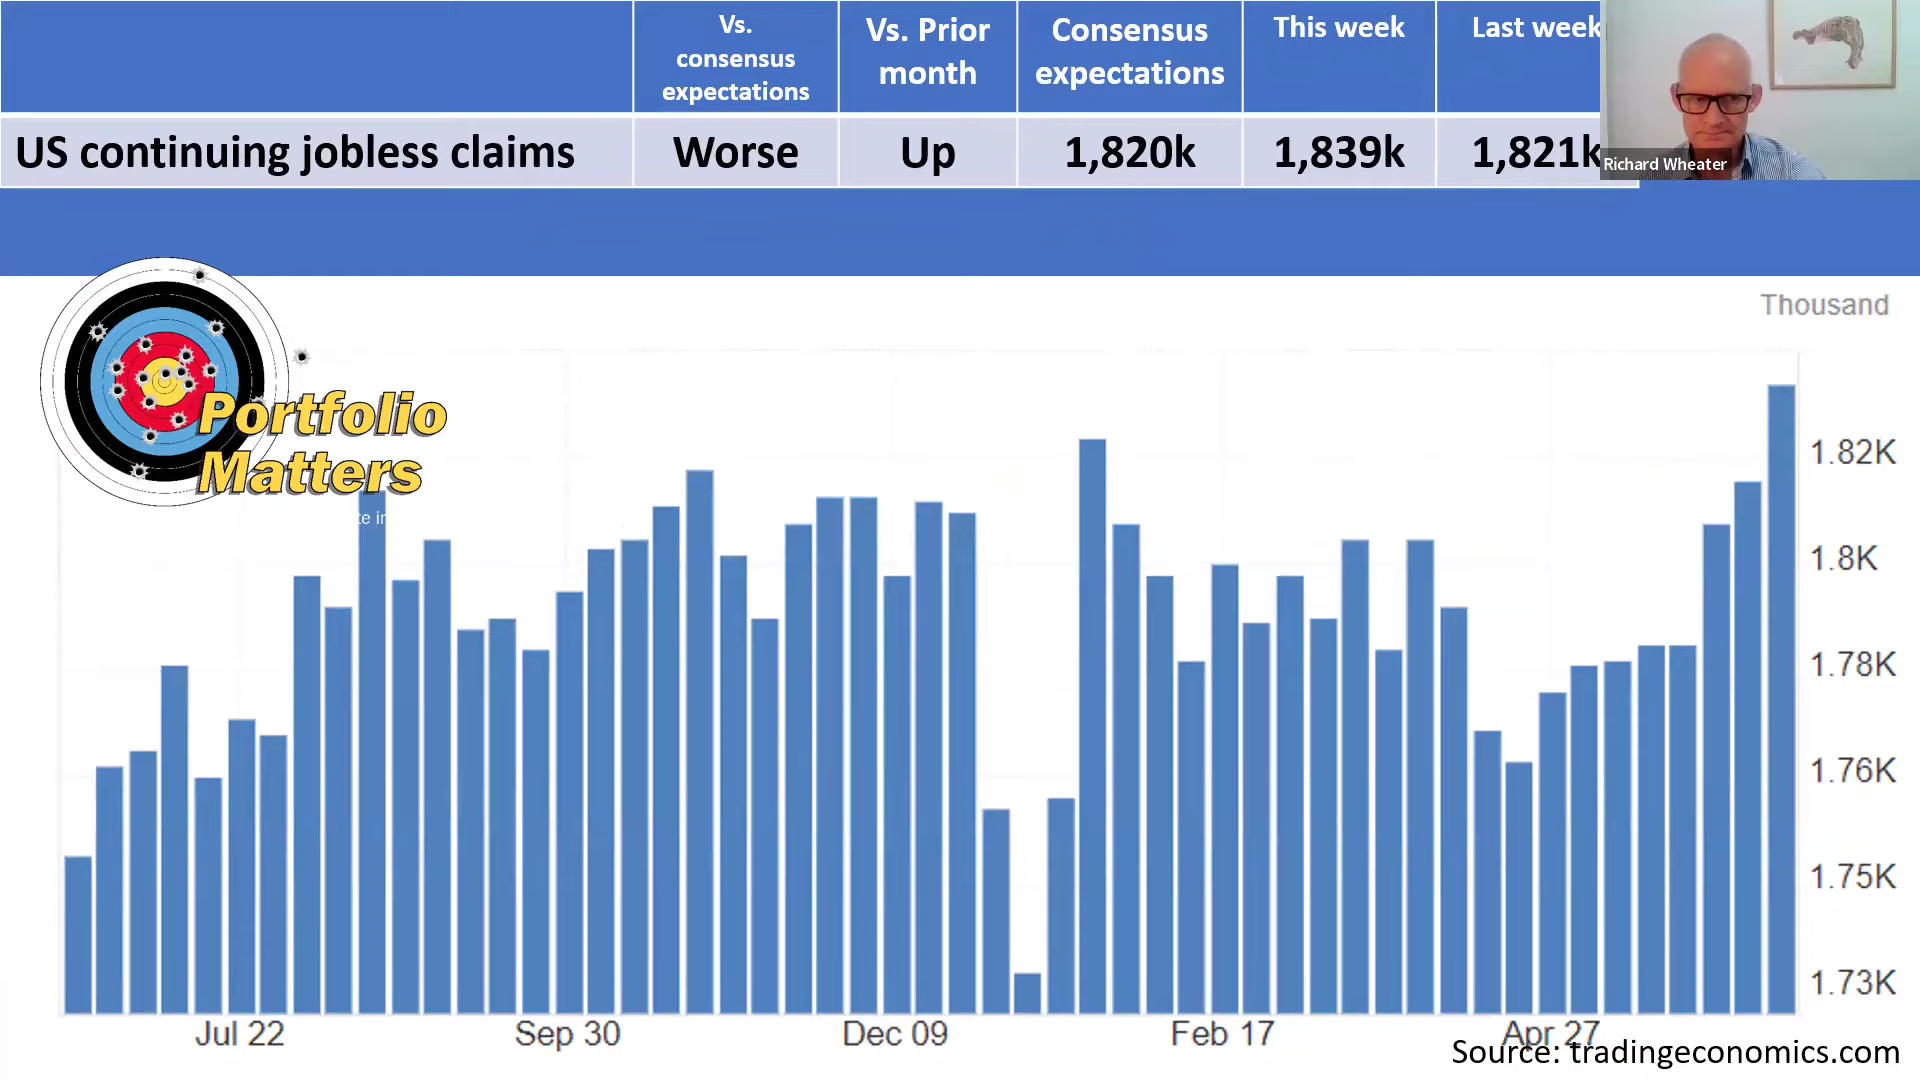 Vs. consensus expectations
Vs. Prior month
Consensus expectations
This week
Last week
US continuing jobless claims
Worse
Up
1,820k
1,839k
1,821k
Richard Wheater
Thousand
Portfolio
Matters
1.82K
1.8K
1.78K
1.76K
1.75K
1.73K
Jul 22
Sep 30
Dec 09
Feb 17
Apr 27
Source: tradingeconomics.com